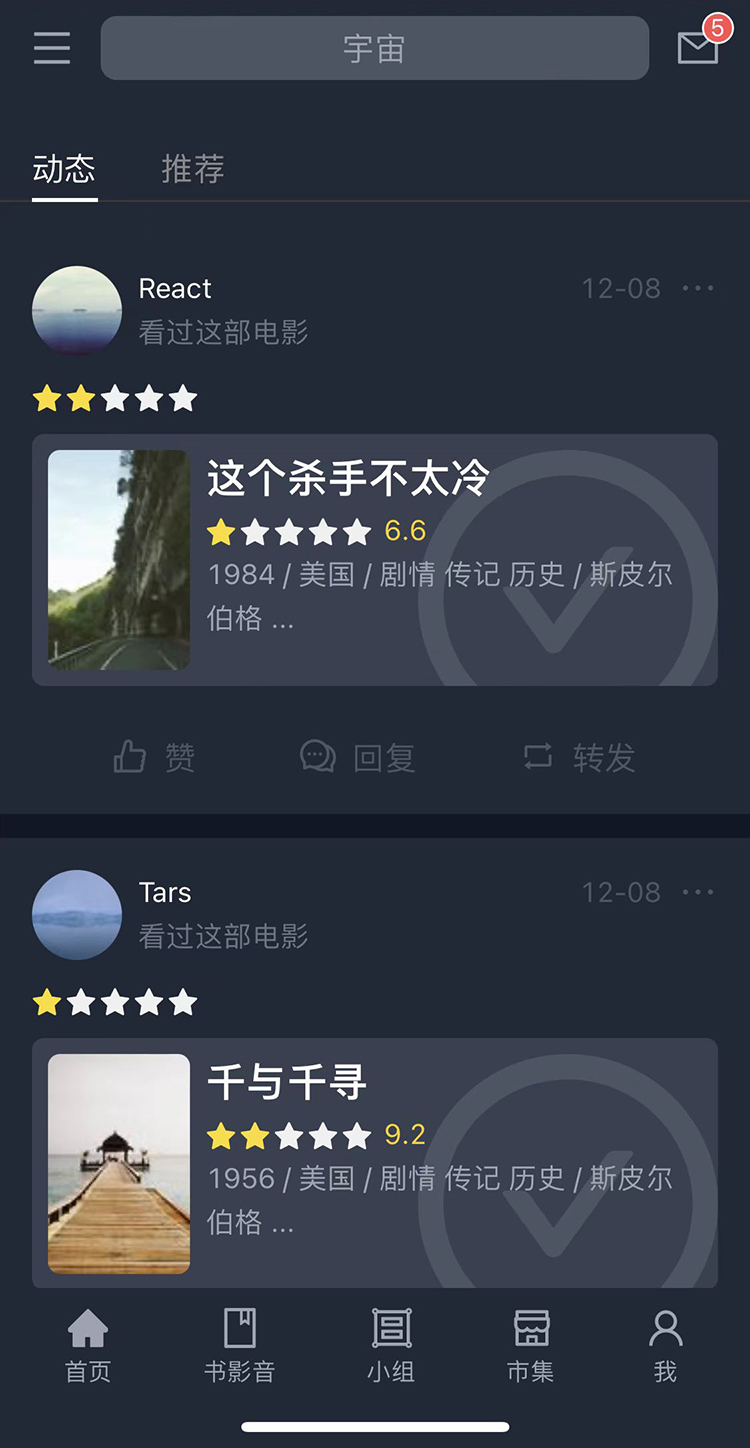 宇宙
5
动态 推荐
React 12-08
看过这部电影
这个杀手不太冷
6.6
1984 / 美国 / 剧情 传记 历史 / 斯皮尔
伯格 ...
赞 回复 转发
Tars 12-08
看过这部电影
千与千寻
9.2
1956 / 美国 / 剧情 传记 历史 / 斯皮尔
伯格 ...
首页 书影音 小组 市集 我